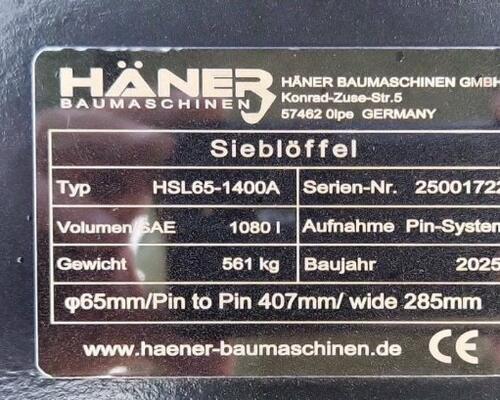 HÄNER
BAUMASCHINEN
HÄNER BAUMASCHINEN GMBH
Konrad-Zuse-Str.5
57462 Olpe GERMANY
Sieblöffel
Typ HSL65-1400A Serien-Nr. 25001722
Volumen/SAE 1080 l Aufnahme Pin-System
Gewicht 561 kg Baujahr 2025
φ65mm/Pin to Pin 407mm/ wide 285mm
www.haener-baumaschinen.de CE